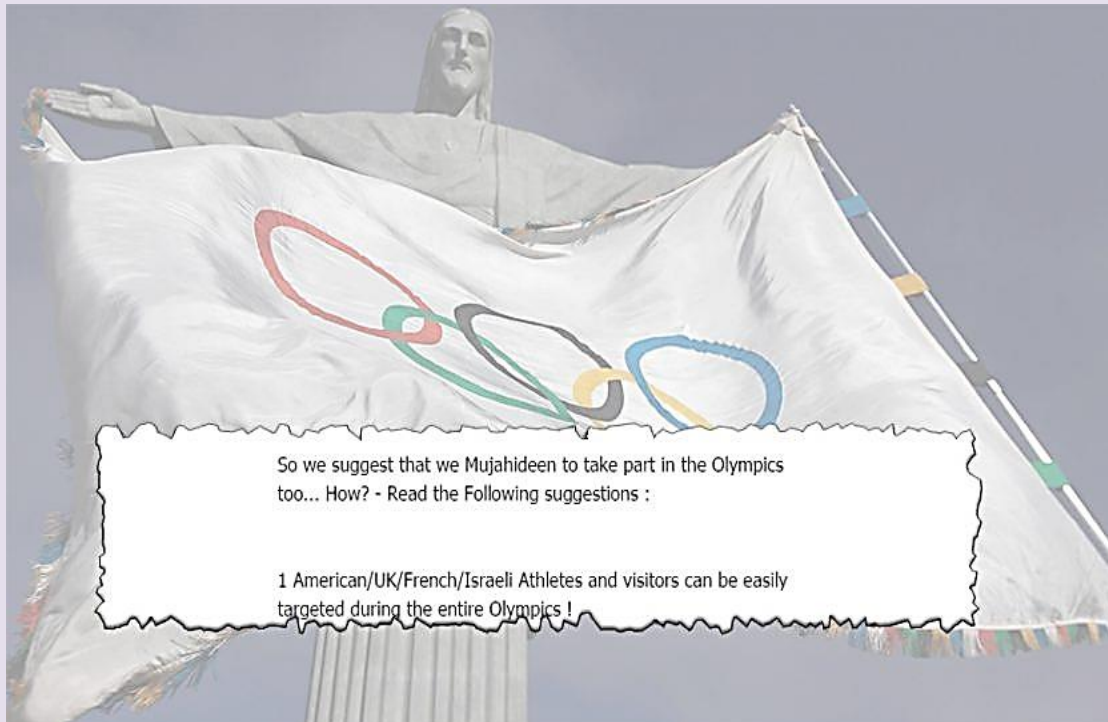 So we suggest that we Mujahideen to take part in the Olympics
too... How? - Read the Following suggestions :
1 American/UK/French/Israeli Athletes and visitors can be easily
targeted during the entire Olympics !